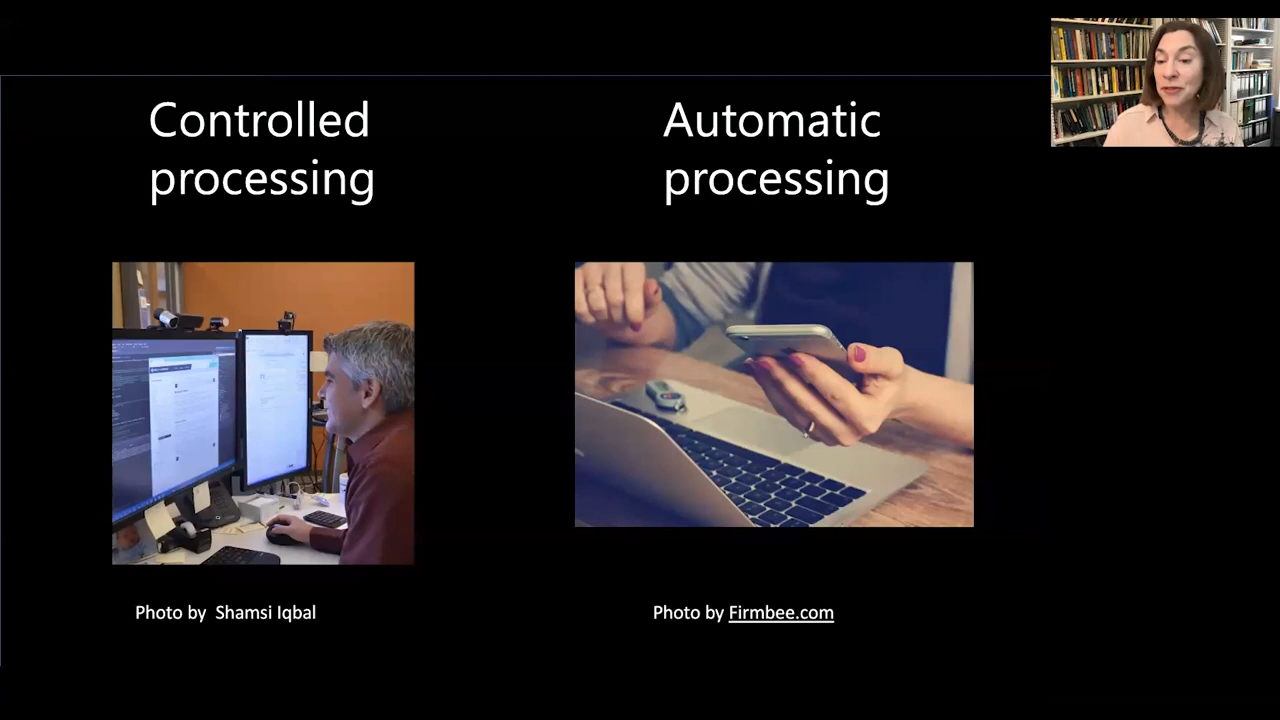 Controlled
processing
Automatic
processing
Photo by Shamsi Iqbal
Photo by Firmbee.com